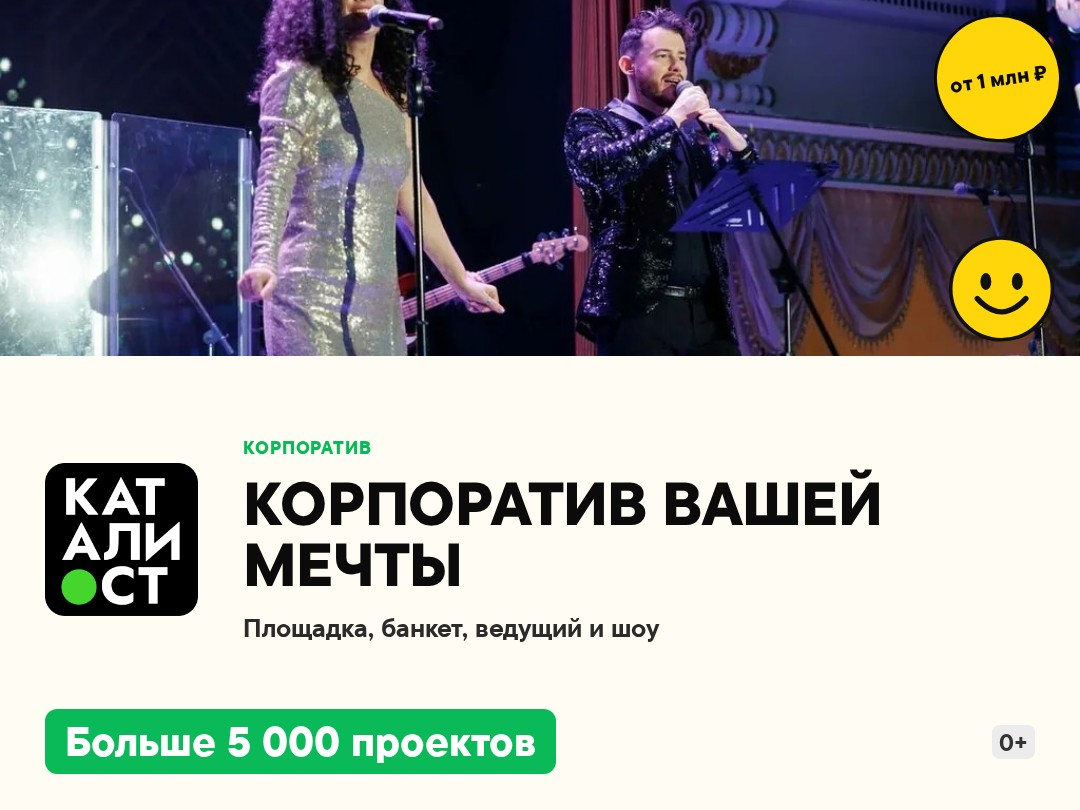 от 1 млн ₽
КОРПОРАТИВ
КАТ
АЛИ
СТ
КОРПОРАТИВ ВАШЕЙ
МЕЧТЫ
Площадка, банкет, ведущий и шоу
Больше 5 000 проектов
0+